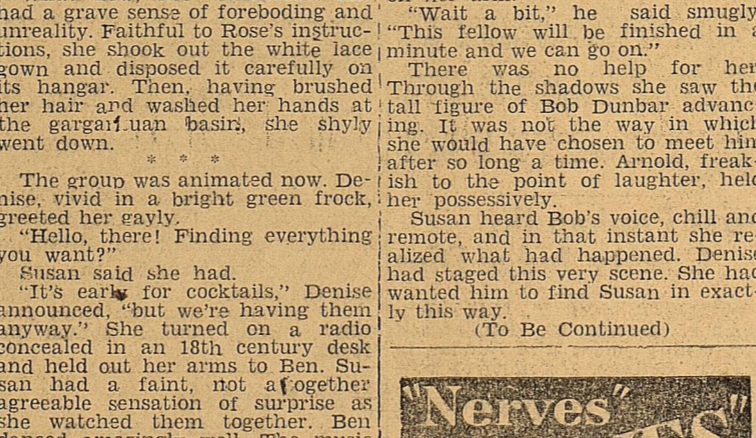 had a grave sense of foreboding and
unreality. Faithful to Rose's instruc-
tions, she shook out the white lace
gown and disposed it carefully on
its hangar. Then, having brushed
her hair and washed her hands at
the gargantuan basin, she shyly
went down.
* * *
The group was animated now. De-
nise, vivid in a bright green frock,
greeted her gayly.
"Hello, there! Finding everything
you want?"
Susan said she had.
"It's early for cocktails," Denise
announced, "but we're having them
anyway." She turned on a radio
concealed in an 18th century desk
and held out her arms to Ben. Su-
san had a faint, not altogether
agreeable sensation of surprise as
she watched them together. Ben
"Wait a bit," he said smugly.
"This fellow will be finished in a
minute and we can go on."
There was no help for her.
Through the shadows she saw the
tall figure of Bob Dunbar advanc-
ing. It was not the way in which
she would have chosen to meet him
after so long a time. Arnold, freak-
ish to the point of laughter, held
her possessively.
Susan heard Bob's voice, chill and
remote, and in that instant she re-
alized what had happened. Denise
had staged this very scene. She had
wanted him to find Susan in exact-
ly this way.
(To Be Continued)
"Nerves"